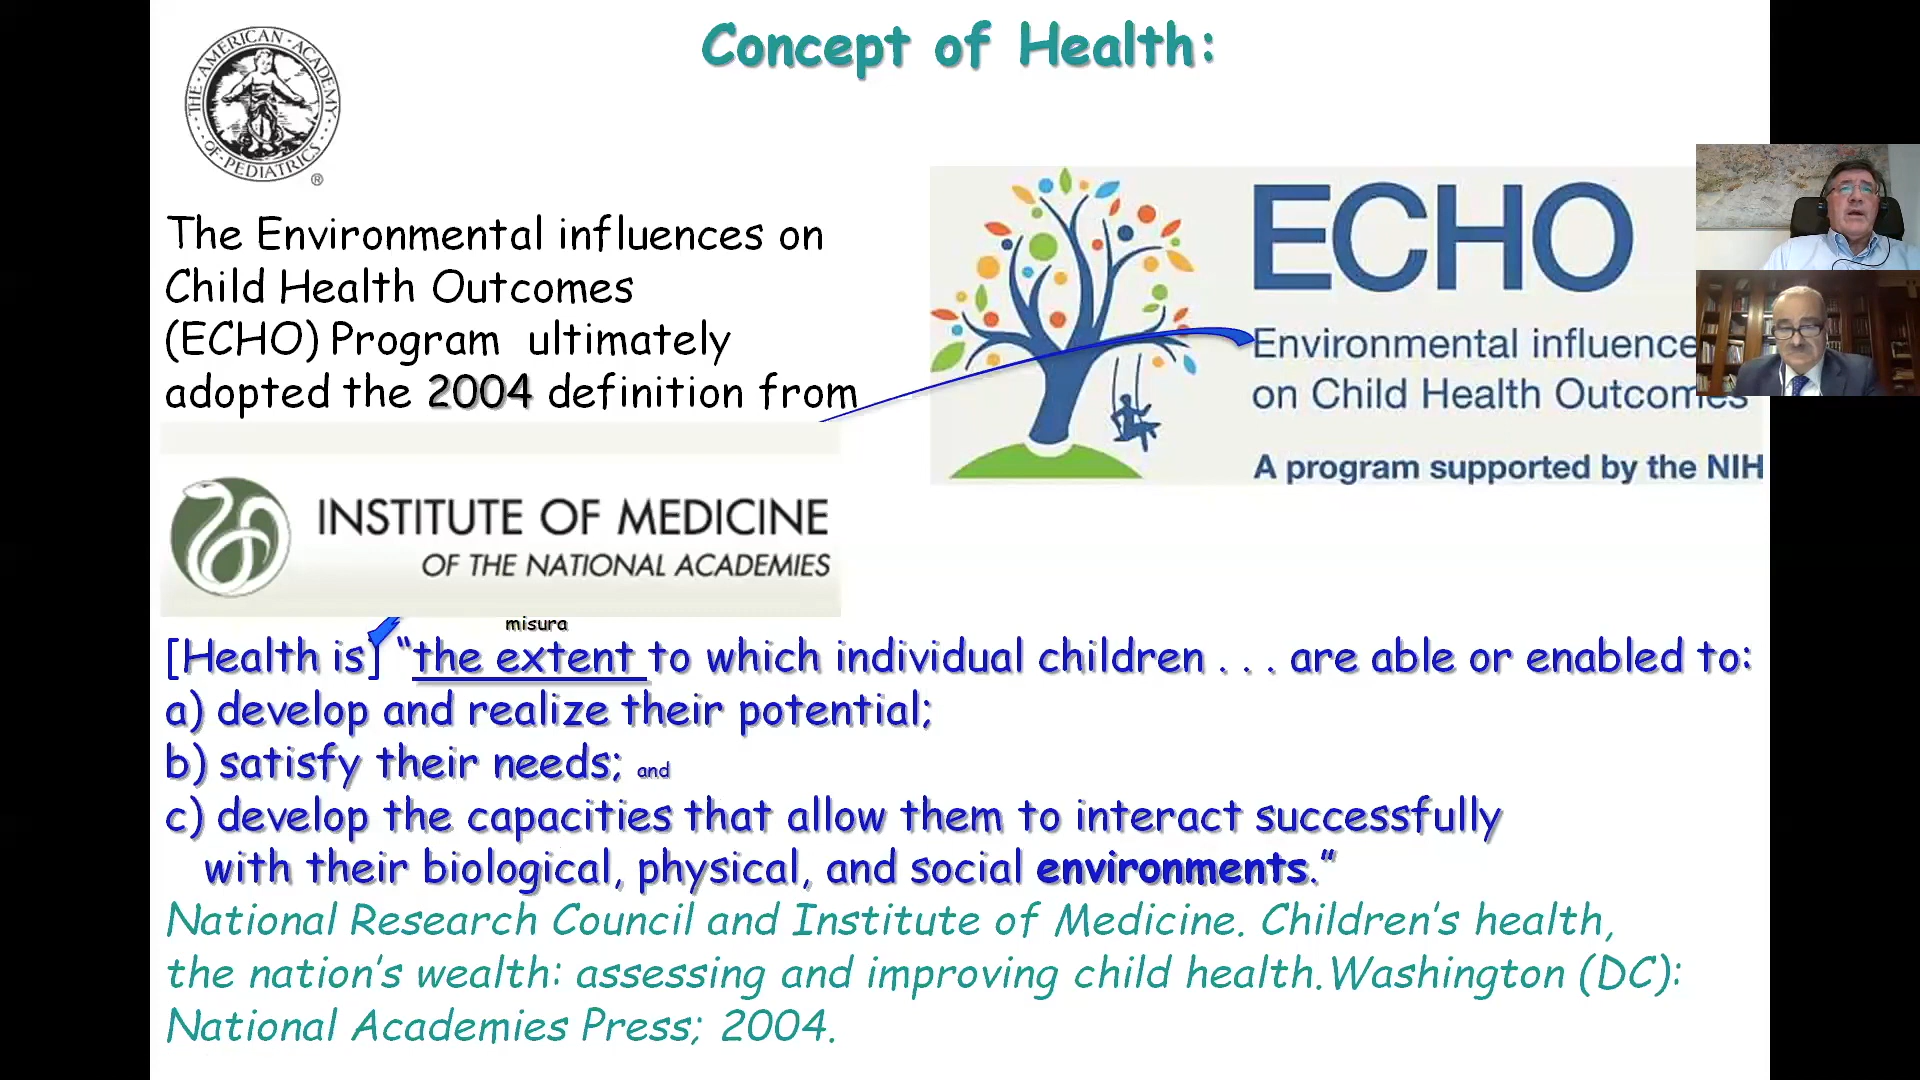 Concept of Health:
THE · AMERICAN · ACADEMY · OF · PEDIATRICS ·
®
The Environmental influences on
Child Health Outcomes
(ECHO) Program ultimately
adopted the 2004 definition from
ECHO
Environmental influence
on Child Health Outcomes
A program supported by the NIH
INSTITUTE OF MEDICINE
OF THE NATIONAL ACADEMIES
misura
[Health is] “the extent to which individual children . . . are able or enabled to:
a) develop and realize their potential;
b) satisfy their needs; and
c) develop the capacities that allow them to interact successfully
with their biological, physical, and social environments.”
National Research Council and Institute of Medicine. Children’s health,
the nation’s wealth: assessing and improving child health.Washington (DC):
National Academies Press; 2004.